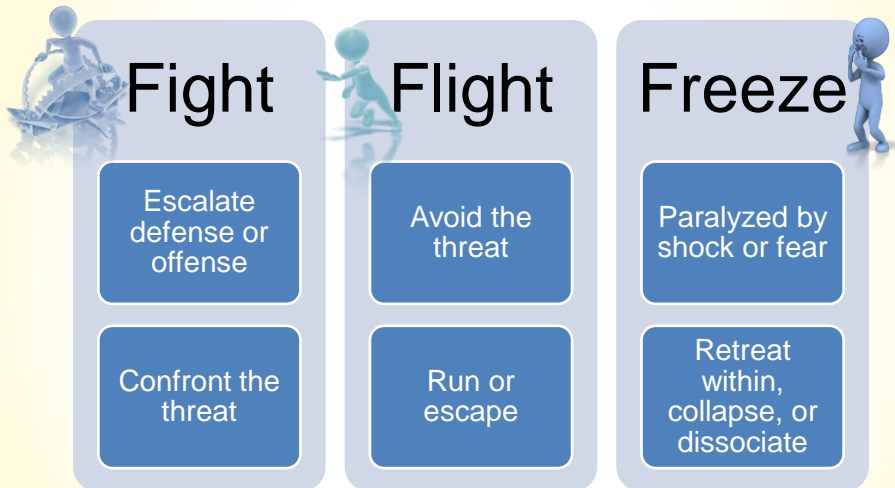 Fight
Escalate
defense or
offense
Confront the
threat
Flight
Avoid the
threat
Run or
escape
Freeze
Paralyzed by
shock or fear
Retreat
within,
collapse, or
dissociate